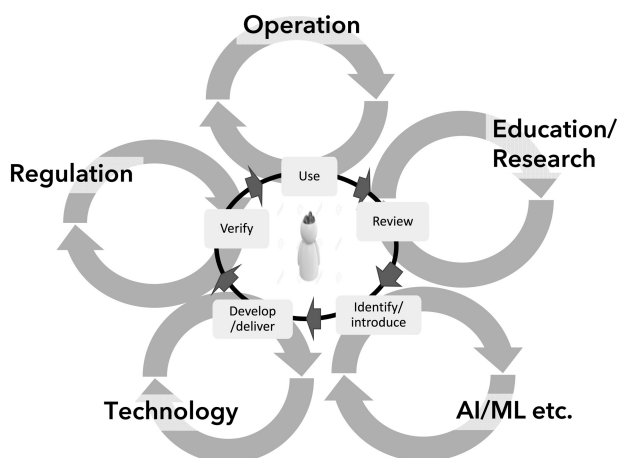 Operation
Education/
Research
Regulation
Use
Review
Verify
Identify/
introduce
Develop
/deliver
Technology
AI/ML etc.